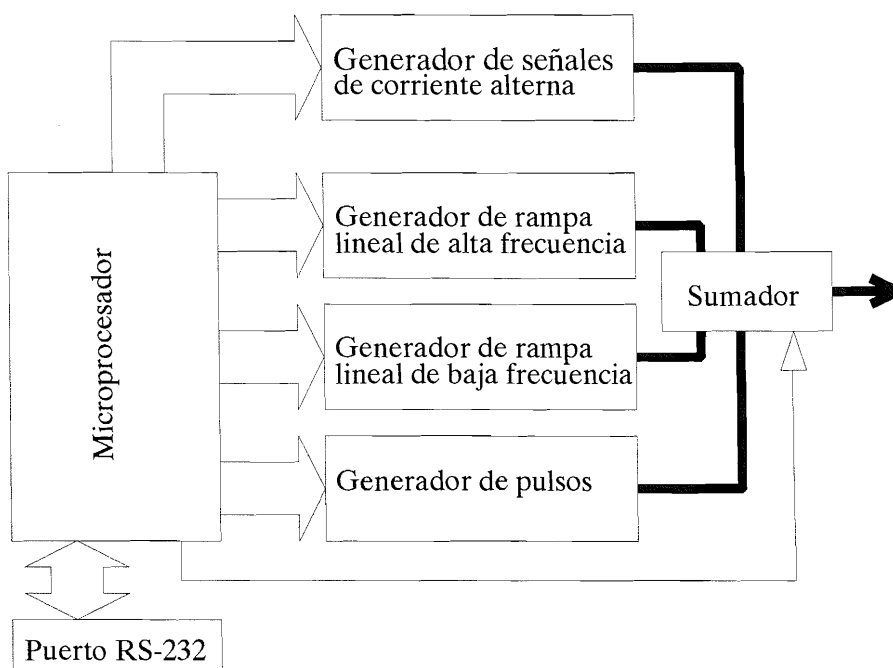 Generador de señales
de corriente alterna
Generador de rampa
lineal de alta frecuencia
Microprocesador
Sumador
Generador de rampa
lineal de baja frecuencia
Generador de pulsos
Puerto RS-232